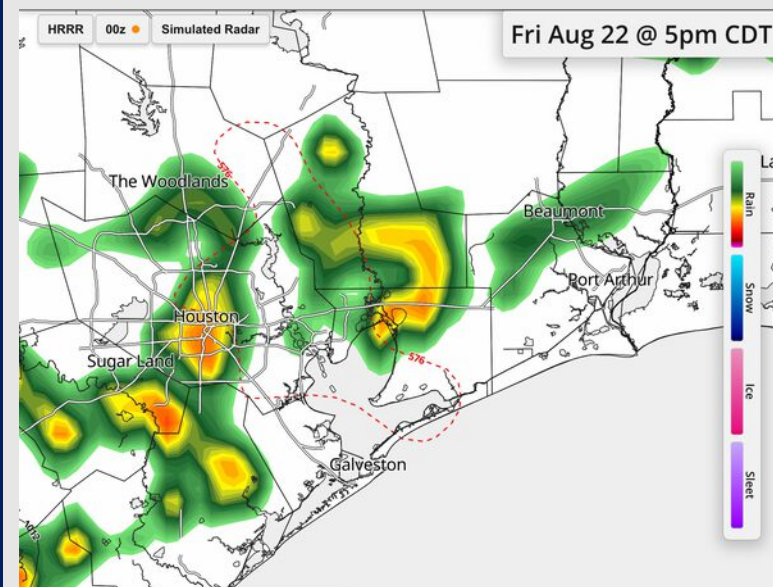 HRRR 00z Simulated Radar
Fri Aug 22 @ 5pm CDT
576
The Woodlands
La
Rain
Beaumont
Port Arthur
Snow
Houston
Sugar Land
576
Ice
Galveston
Sleet